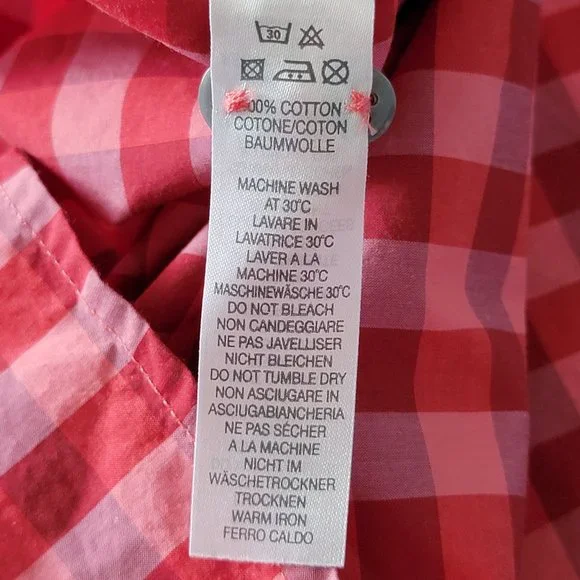 30
100% COTTON
COTONE/COTON
BAUMWOLLE
MACHINE WASH
AT 30°C
LAVARE IN
LAVATRICE 30°C
LAVER A LA
MACHINE 30°C
MASCHINEWÄSCHE 30°C
DO NOT BLEACH
NON CANDEGGIARE
NE PAS JAVELLISER
NICHT BLEICHEN
DO NOT TUMBLE DRY
NON ASCIUGARE IN
ASCIUGABIANCHERIA
NE PAS SÉCHER
A LA MACHINE
NICHT IM
WÄSCHETROCKNER
TROCKNEN
WARM IRON
FERRO CALDO